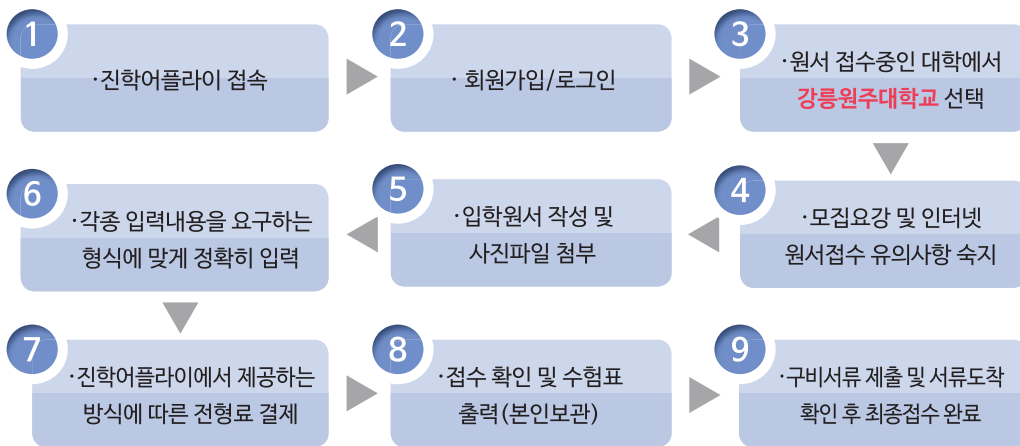 1
·진학어플라이 접속
2
· 회원가입/로그인
3
·원서 접수중인 대학에서
강릉원주대학교 선택
4
·모집요강 및 인터넷
원서접수 유의사항 숙지
5
·입학원서 작성 및
사진파일 첨부
6
·각종 입력내용을 요구하는
형식에 맞게 정확히 입력
7
·진학어플라이에서 제공하는
방식에 따른 전형료 결제
8
·접수 확인 및 수험표
출력(본인보관)
9
·구비서류 제출 및 서류도착
확인 후 최종접수 완료